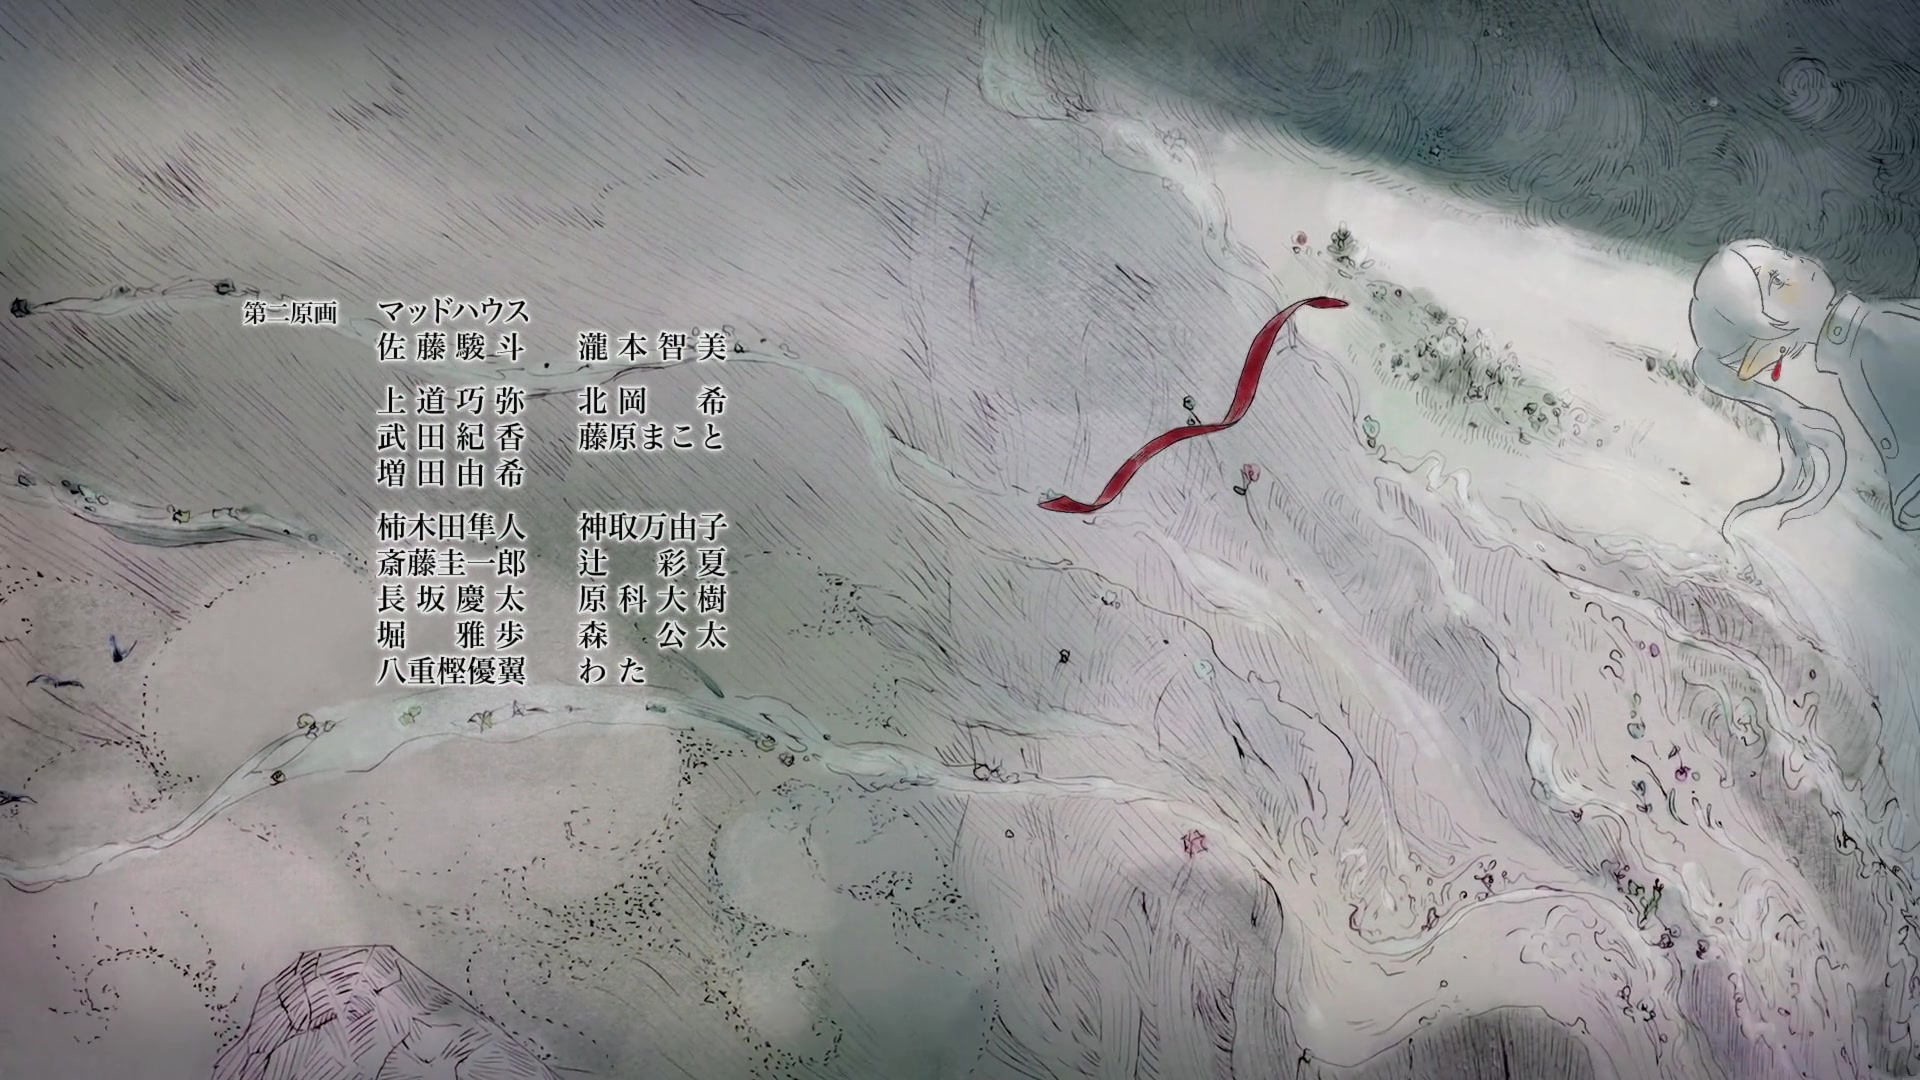 第二原画 マッドハウス
佐藤駿斗 瀧本智美
上道巧弥 北岡希
武田紀香 藤原まこと
増田由希
柿木田隼人 神取万由子
斎藤圭一郎 辻彩夏
長坂慶太 原科大樹
堀雅歩 森公太
八重樫優翼 わた